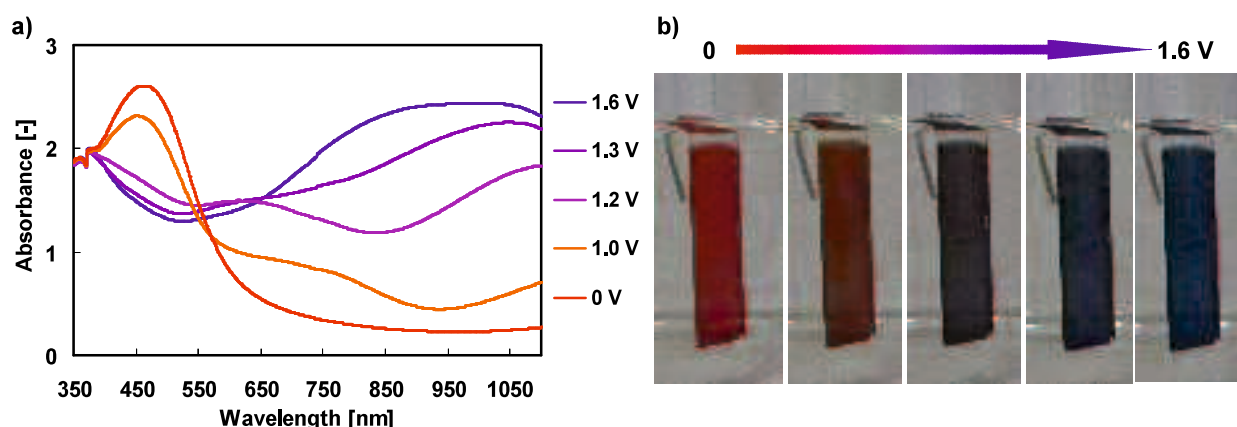 a)
3
2
1
0
Absorbance [-]
350 450 550 650 750 850 950 1050
Wavelength [nm]
1.6 V
1.3 V
1.2 V
1.0 V
0 V
b)
0 1.6 V